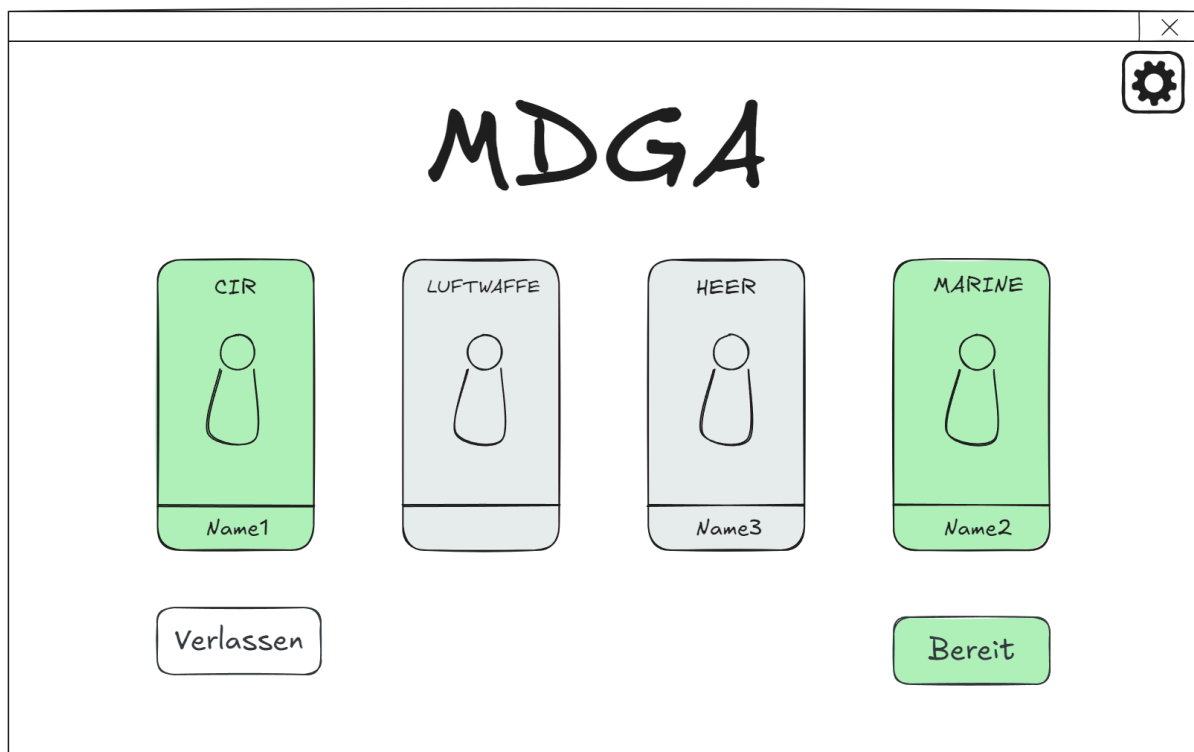 MDGA
CIR
LUFTWAFFE
HEER
MARINE
Name1
Name3
Name2
Verlassen
Bereit